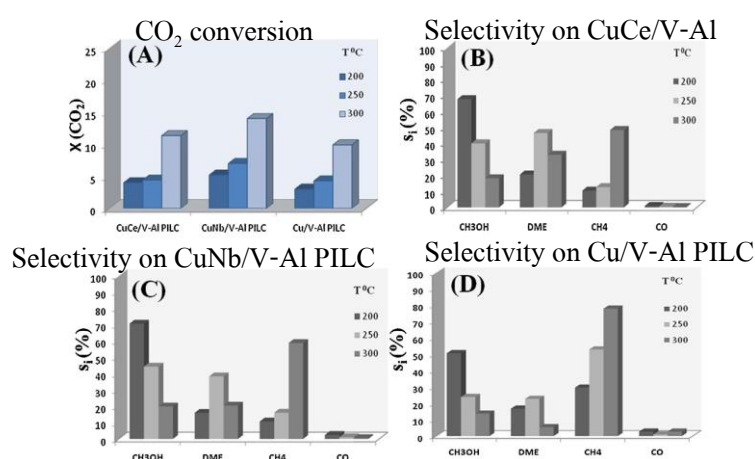 CO₂ conversion
(A)
T ⁰C
200
250
300
X (CO₂)
25
20
15
10
5
0
CuCe/V-Al PILC
CuNb/V-Al PILC
Cu/V-Al PILC
Selectivity on CuCe/V-Al
(B)
T ⁰C
200
250
300
sᵢ (%)
100
90
80
70
60
50
40
30
20
10
0
CH3OH
DME
CH4
CO
Selectivity on CuNb/V-Al PILC
(C)
T ⁰C
200
250
300
sᵢ (%)
100
90
80
70
60
50
40
30
20
10
0
CH3OH
DME
CH4
CO
Selectivity on Cu/V-Al PILC
(D)
T ⁰C
200
250
300
sᵢ (%)
100
90
80
70
60
50
40
30
20
10
0
CH3OH
DME
CH4
CO